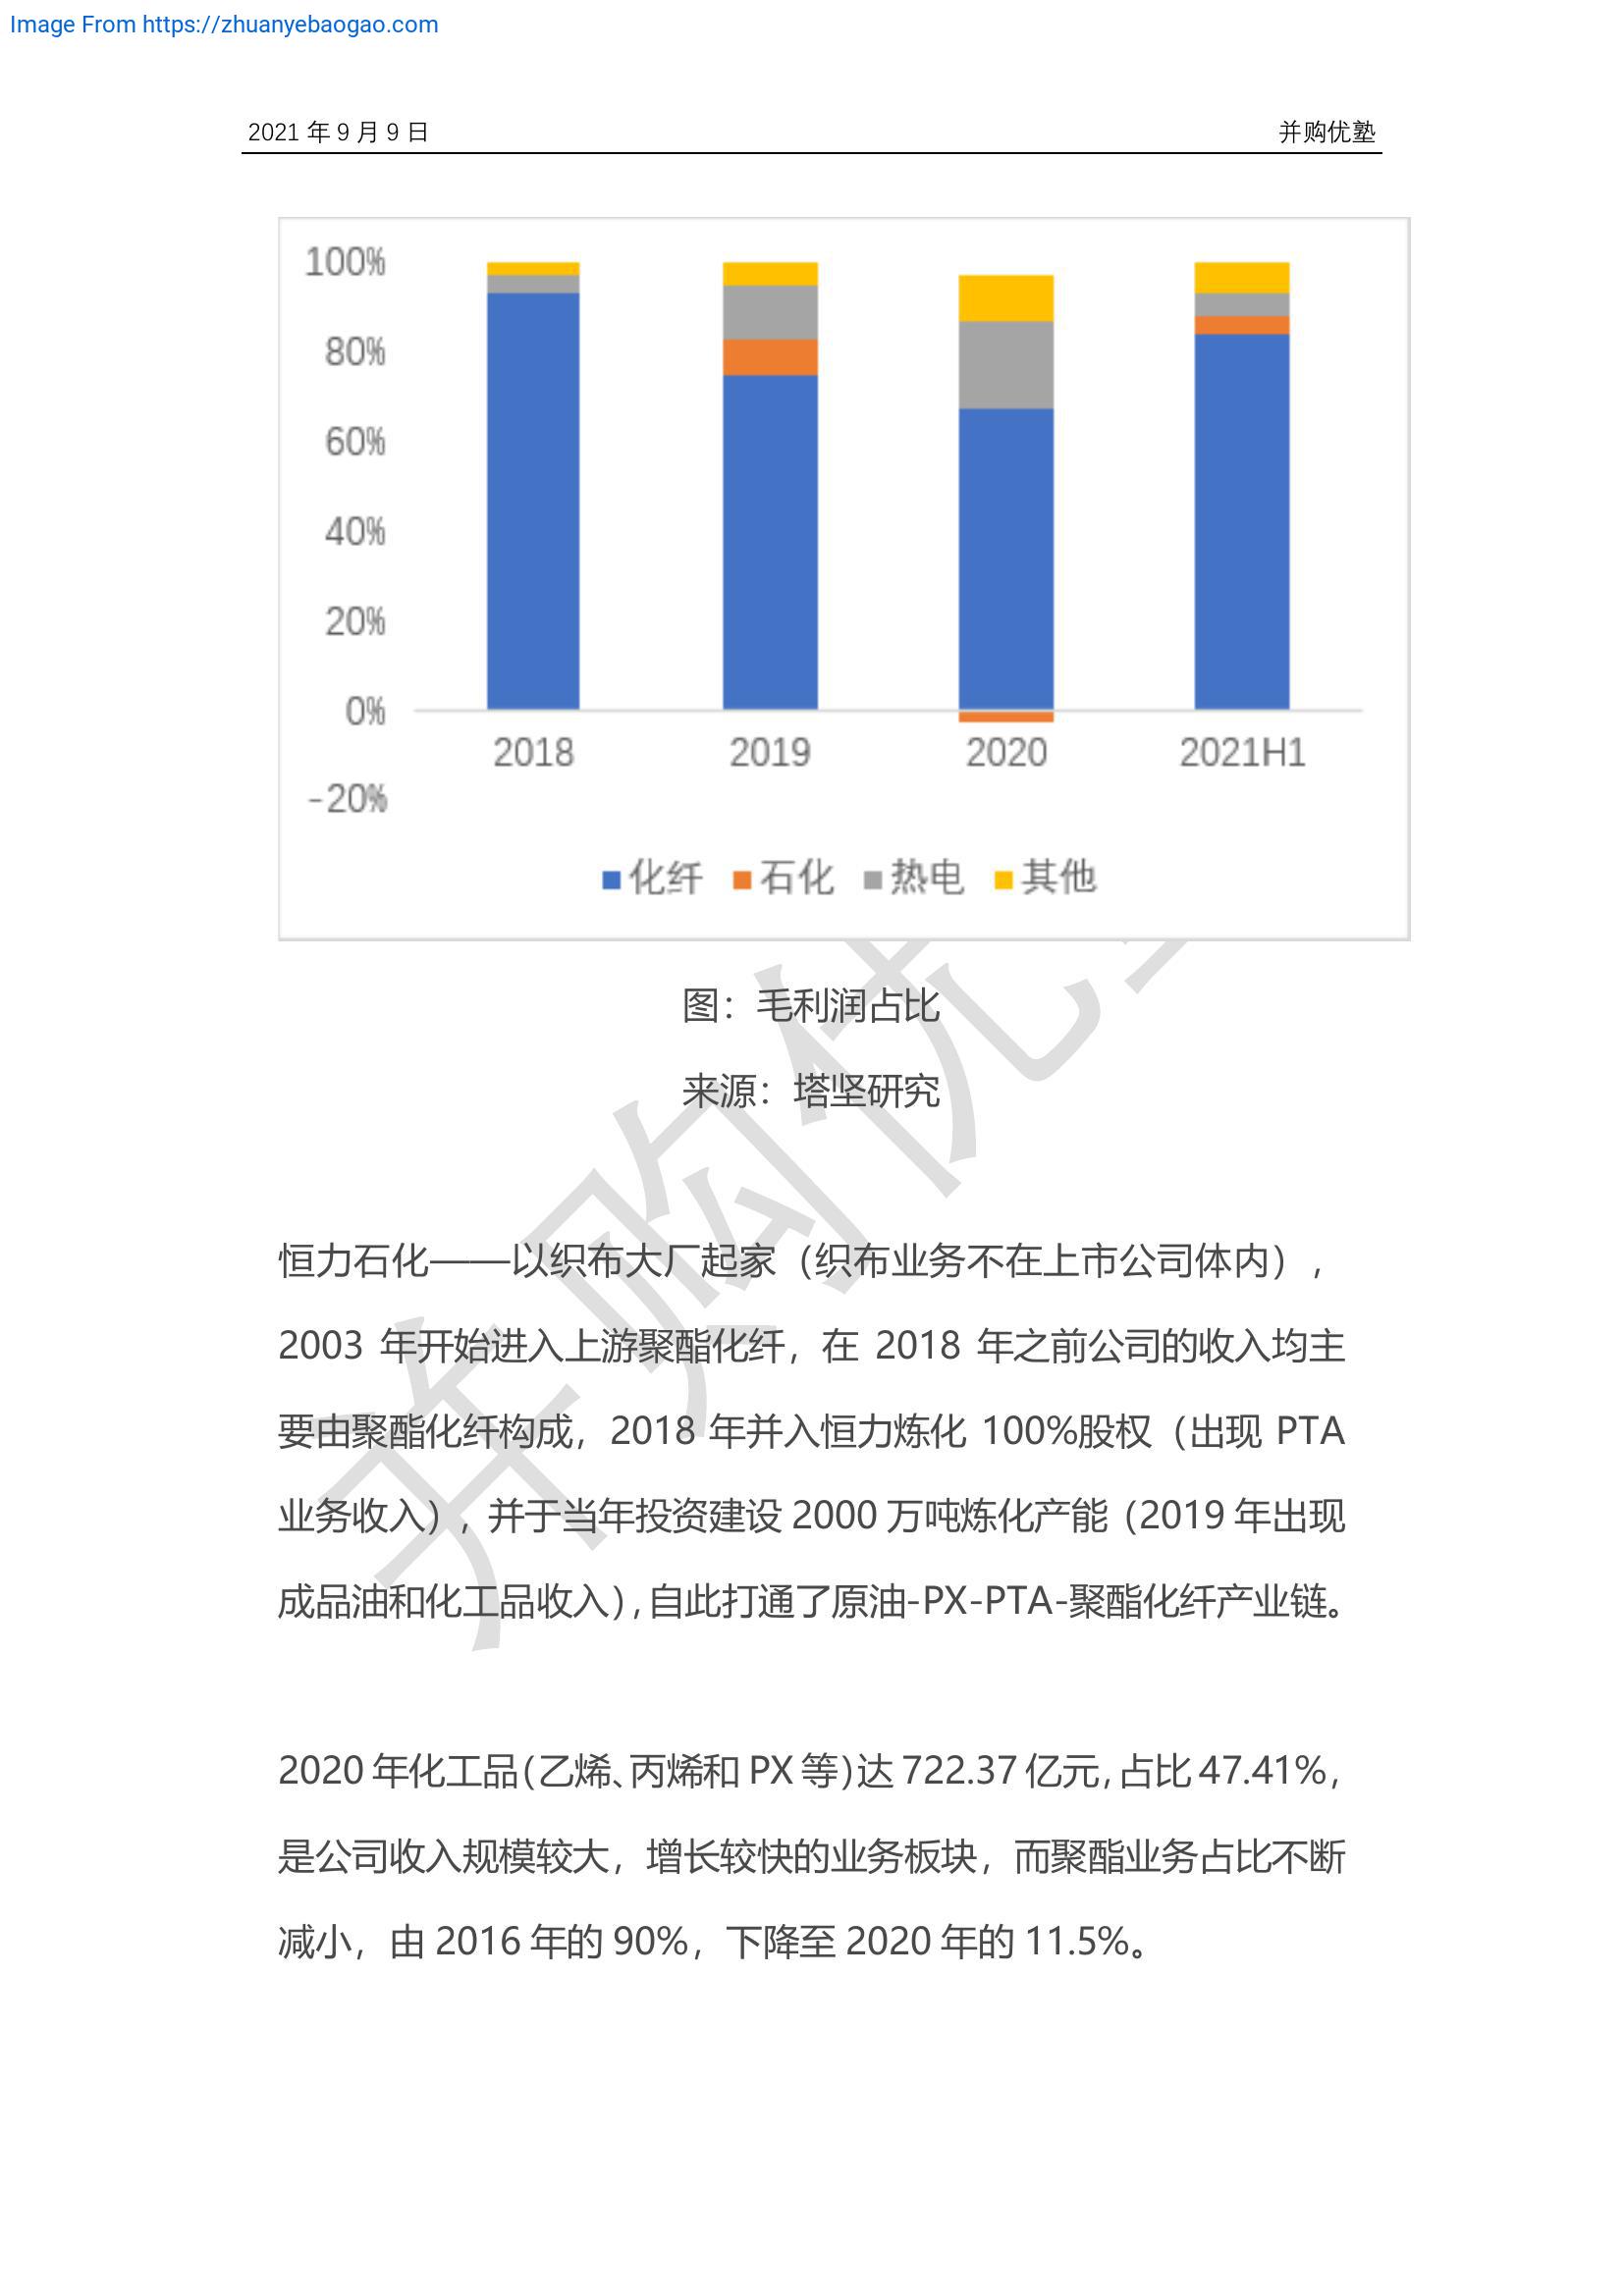 Image From https://zhuanyebaogao.com
2021 年 9 月 9 日
并购优塾
100%
80%
60%
40%
20%
0%
-20%
2018
2019
2020
2021H1
化纤
石化
热电
其他
图：毛利润占比
来源：塔坚研究
恒力石化——以织布大厂起家（织布业务不在上市公司体内），
2003 年开始进入上游聚酯化纤，在 2018 年之前公司的收入均主
要由聚酯化纤构成，2018 年并入恒力炼化 100%股权（出现 PTA
业务收入），并于当年投资建设 2000 万吨炼化产能（2019 年出现
成品油和化工品收入），自此打通了原油-PX-PTA-聚酯化纤产业链。
2020 年化工品（乙烯、丙烯和 PX 等）达 722.37 亿元，占比 47.41%，
是公司收入规模较大，增长较快的业务板块，而聚酯业务占比不断
减小，由 2016 年的 90%，下降至 2020 年的 11.5%。
并购优